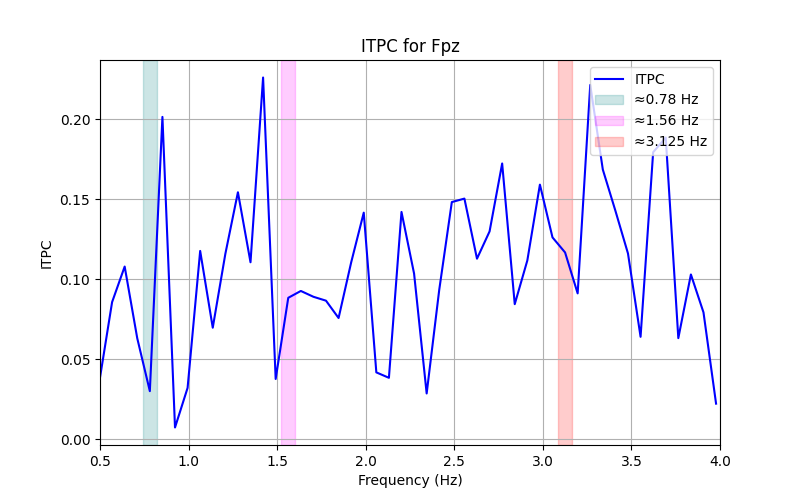 ITPC for Fpz
ITPC
≈0.78 Hz
≈1.56 Hz
≈3.125 Hz
0.20
0.15
0.10
0.05
0.00
ITPC
0.5 1.0 1.5 2.0 2.5 3.0 3.5 4.0
Frequency (Hz)